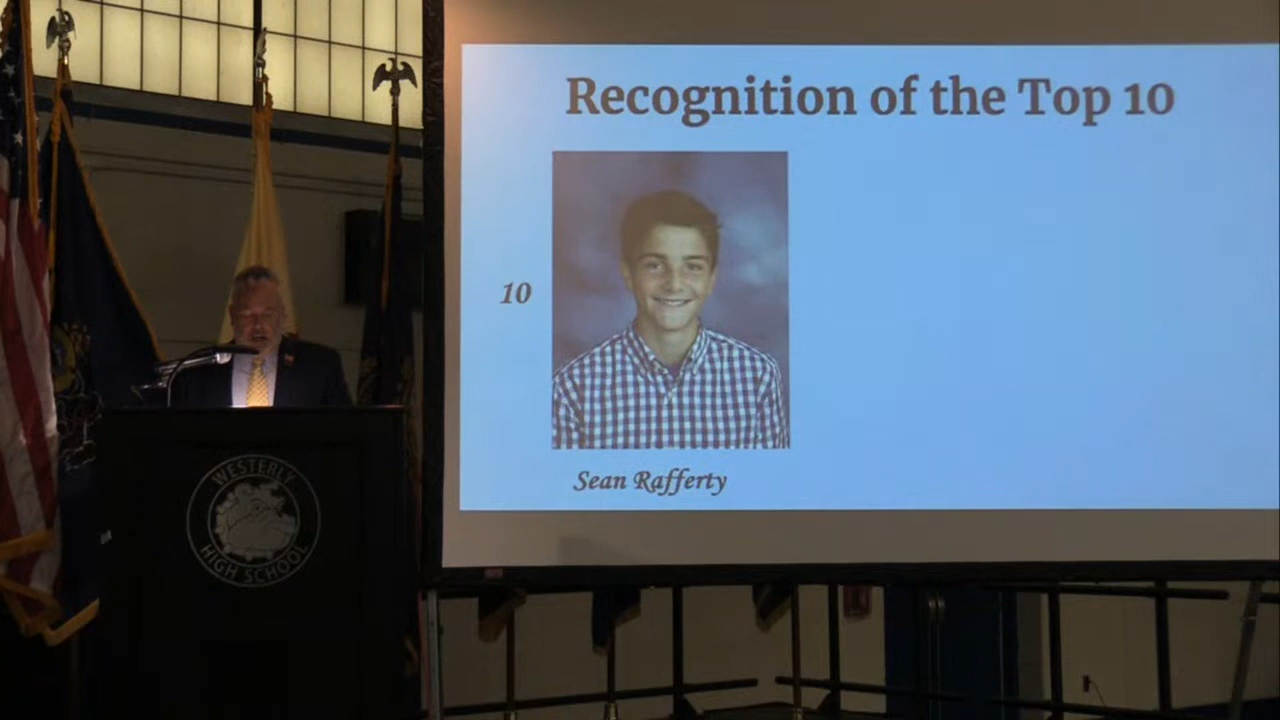 Recognition of the Top 10
10
Sean Rafferty
WESTERLY
HIGH SCHOOL